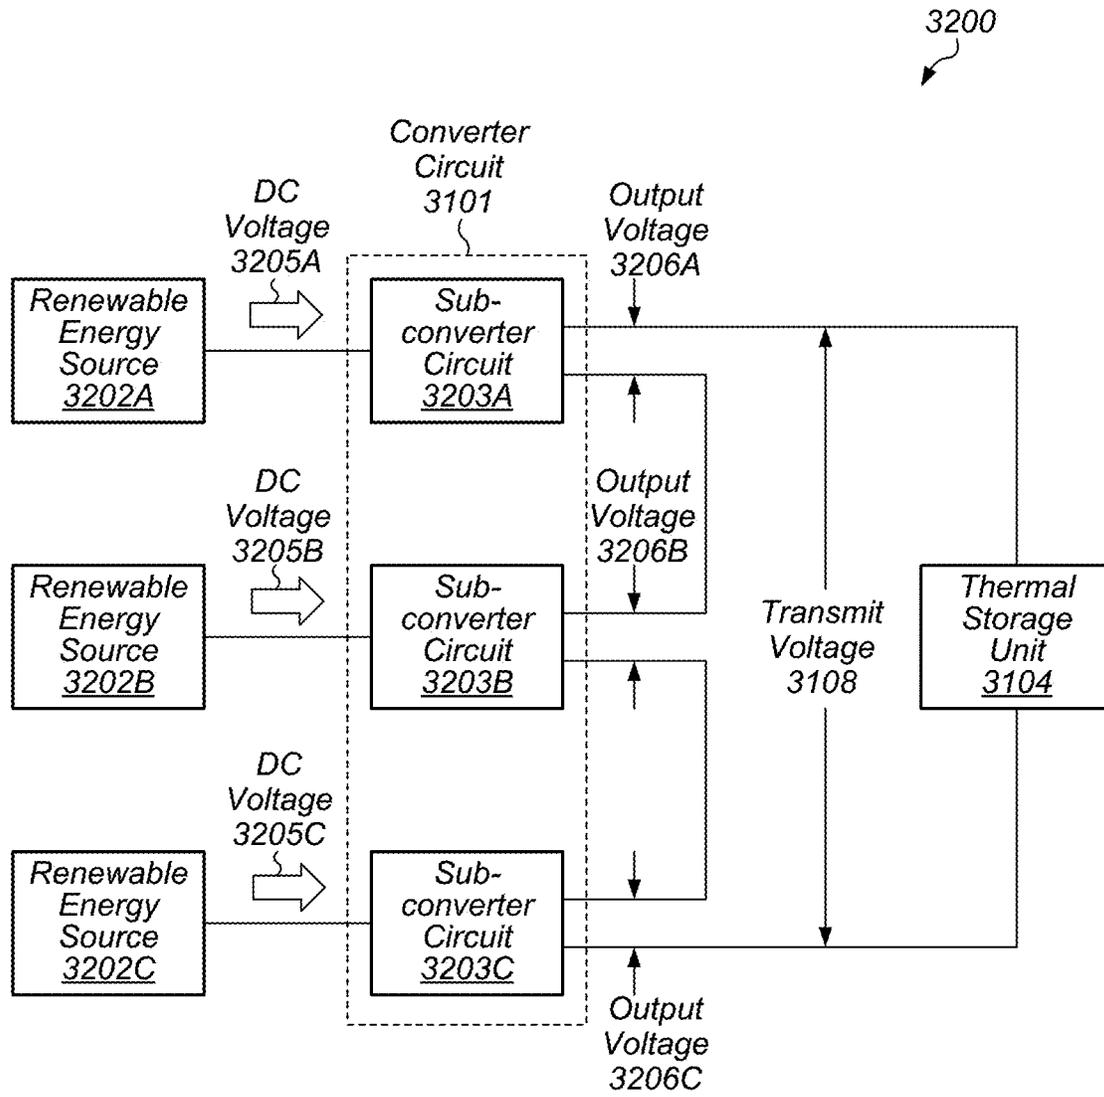 3200
Converter
Circuit
3101
DC
Voltage
3205A
Output
Voltage
3206A
Renewable
Energy
Source
3202A
Sub-
converter
Circuit
3203A
DC
Voltage
3205B
Output
Voltage
3206B
Renewable
Energy
Source
3202B
Sub-
converter
Circuit
3203B
Transmit
Voltage
3108
Thermal
Storage
Unit
3104
DC
Voltage
3205C
Renewable
Energy
Source
3202C
Sub-
converter
Circuit
3203C
Output
Voltage
3206C